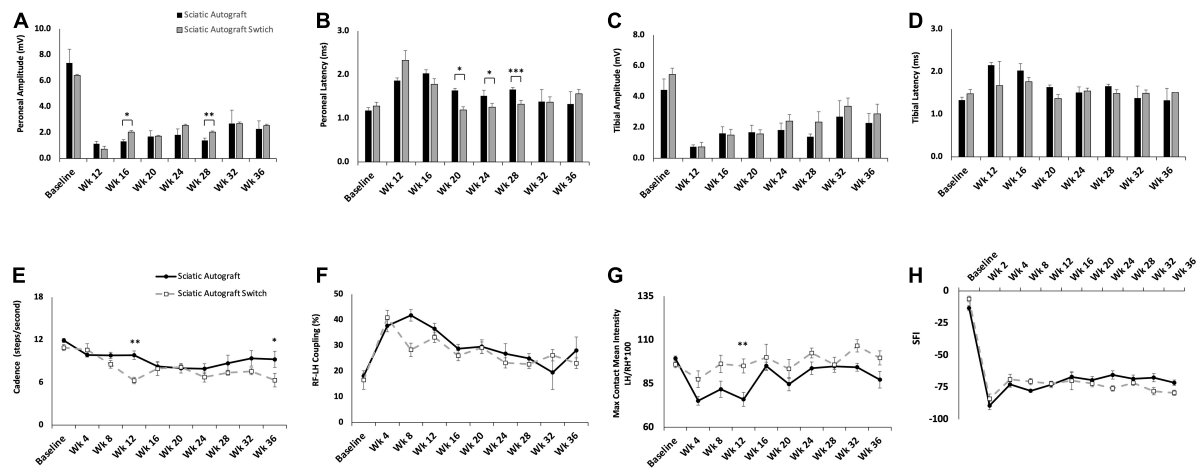 A
Sciatic Autograft
Sciatic Autograft Swtich
Peroneal Amplitude (mV)
10.0
8.0
6.0
4.0
2.0
0.0
*
**
Baseline
Wk 12
Wk 16
Wk 20
Wk 24
Wk 28
Wk 32
Wk 36
B
Peroneal Latency (ms)
3.0
2.0
1.0
0.0
*
*
***
Baseline
Wk 12
Wk 16
Wk 20
Wk 24
Wk 28
Wk 32
Wk 36
C
Tibial Amplitude (mV)
8.0
6.0
4.0
2.0
0.0
Baseline
Wk 12
Wk 16
Wk 20
Wk 24
Wk 28
Wk 32
Wk 36
D
Tibial Latency (ms)
3.0
2.0
1.0
0.0
Baseline
Wk 12
Wk 16
Wk 20
Wk 24
Wk 28
Wk 32
Wk 36
E
Sciatic Autograft
Sciatic Autograft Switch
Cadence (steps/second)
18
12
6
0
**
*
Baseline
Wk 4
Wk 8
Wk 12
Wk 16
Wk 20
Wk 24
Wk 28
Wk 32
Wk 36
F
RF-LH Coupling (%)
50
40
30
20
10
0
Baseline
Wk 4
Wk 8
Wk 12
Wk 16
Wk 20
Wk 24
Wk 28
Wk 32
Wk 36
G
Max Contact Mean Intensity
LH/RH*100
135
110
85
60
**
Baseline
Wk 4
Wk 8
Wk 12
Wk 16
Wk 20
Wk 24
Wk 28
Wk 32
Wk 36
H
Baseline
Wk 2
Wk 4
Wk 8
Wk 12
Wk 16
Wk 20
Wk 24
Wk 28
Wk 32
Wk 36
SFI
0
-25
-50
-75
-100